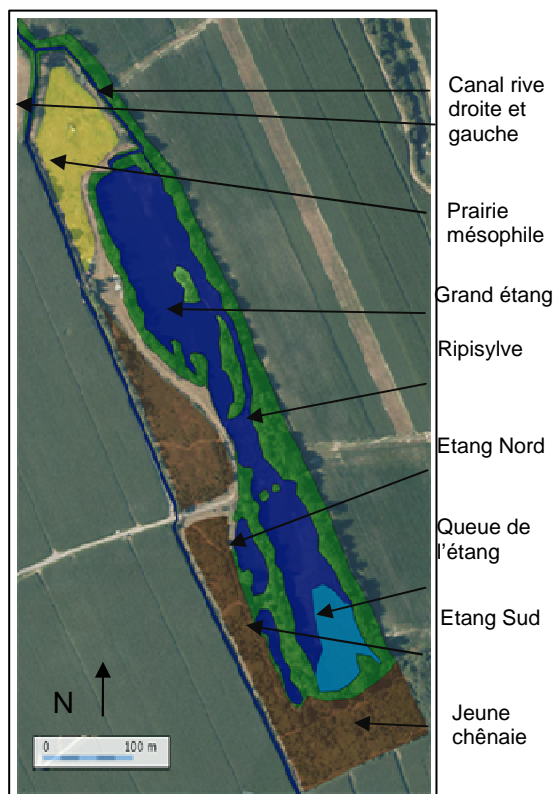 Canal rive
droite et
gauche
Prairie
mésophile
Grand étang
Ripisylve
Etang Nord
Queue de
l'étang
Etang Sud
Jeune
chênaie
N
0 100 m